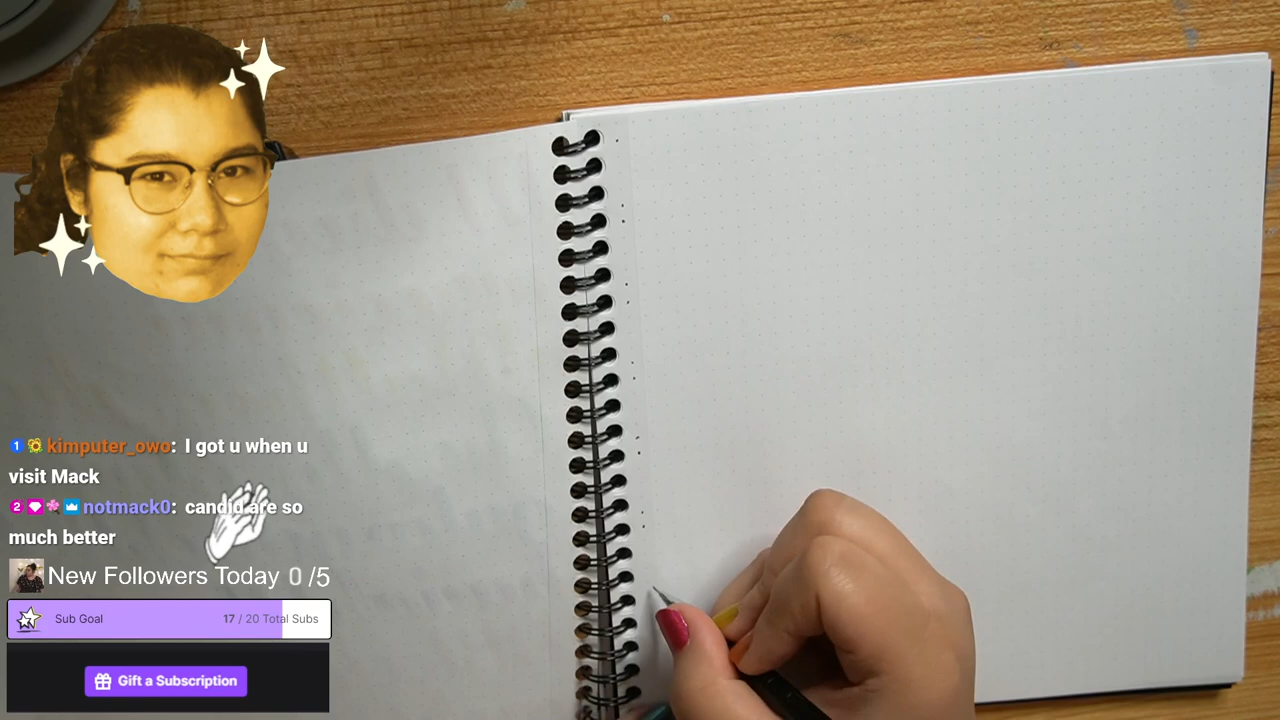 1 kimputer_owo: I got u when u
visit Mack
2 notmack0: candid are so
much better
New Followers Today 0 /5
Sub Goal 17 / 20 Total Subs
Gift a Subscription